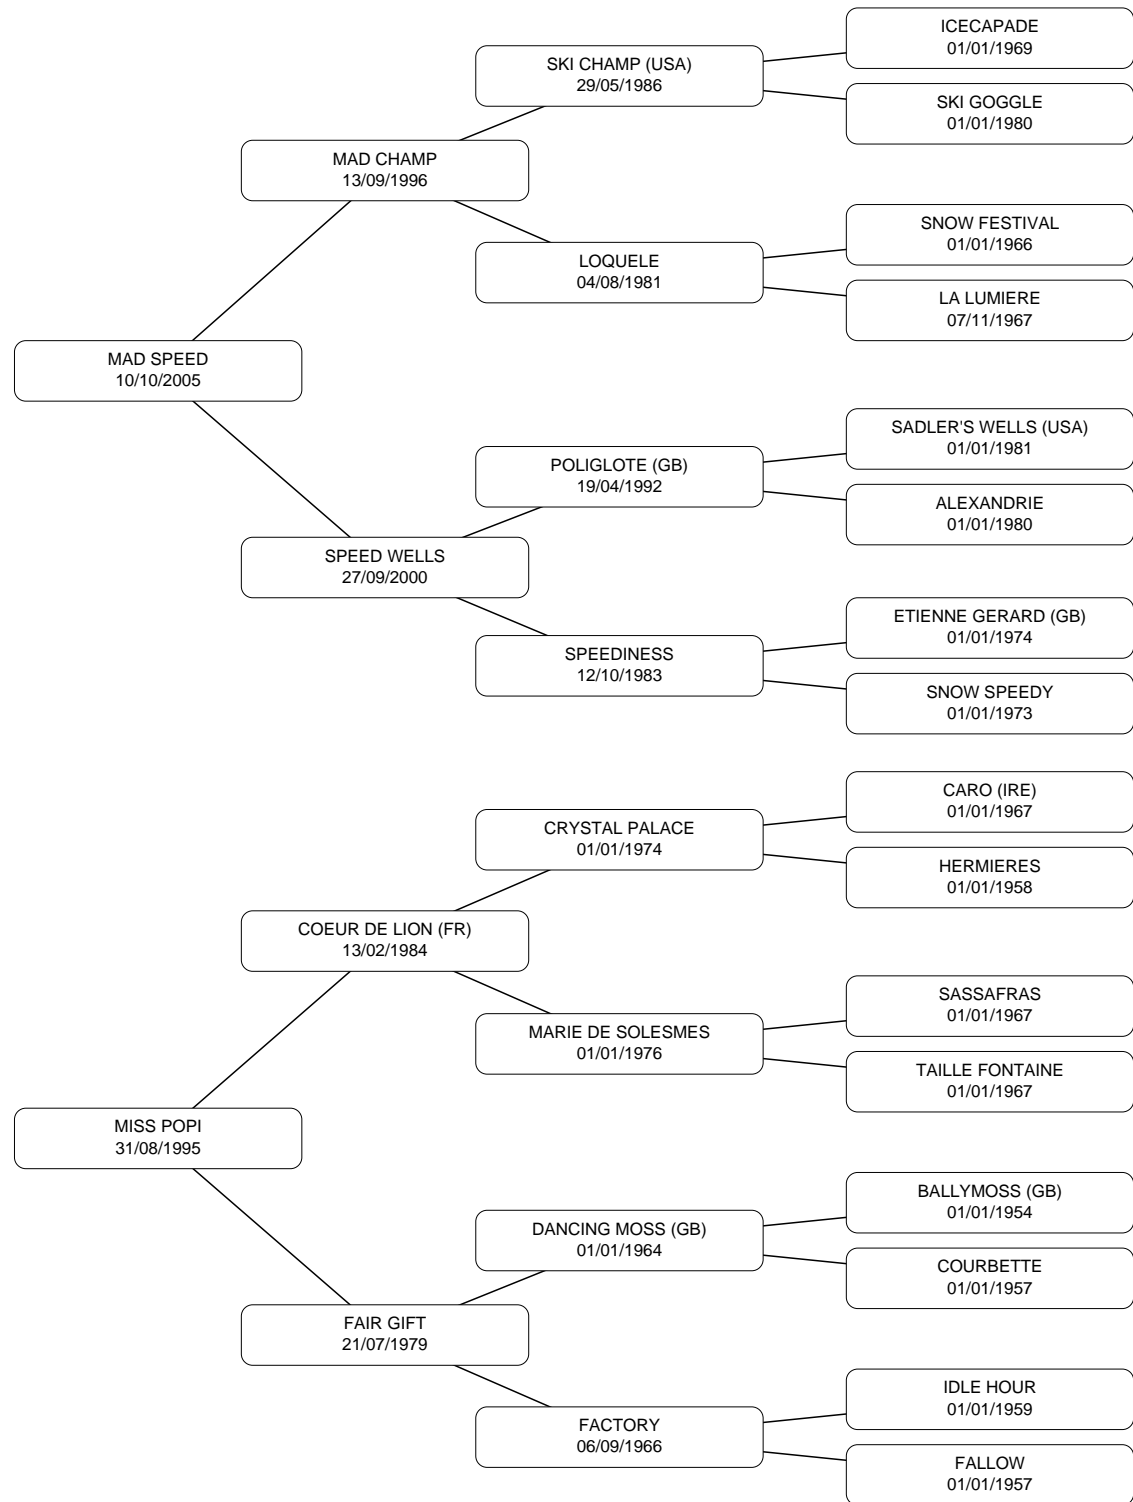 ICECAPADE
01/01/1969
SKI CHAMP (USA)
29/05/1986
SKI GOGGLE
01/01/1980
MAD CHAMP
13/09/1996
SNOW FESTIVAL
01/01/1966
LOQUELE
04/08/1981
LA LUMIERE
07/11/1967
MAD SPEED
10/10/2005
SADLER'S WELLS (USA)
01/01/1981
POLIGLOTE (GB)
19/04/1992
ALEXANDRIE
01/01/1980
SPEED WELLS
27/09/2000
ETIENNE GERARD (GB)
01/01/1974
SPEEDINESS
12/10/1983
SNOW SPEEDY
01/01/1973
CARO (IRE)
01/01/1967
CRYSTAL PALACE
01/01/1974
HERMIERES
01/01/1958
COEUR DE LION (FR)
13/02/1984
SASSAFRAS
01/01/1967
MARIE DE SOLESMES
01/01/1976
TAILLE FONTAINE
01/01/1967
MISS POPI
31/08/1995
BALLYMOSS (GB)
01/01/1954
DANCING MOSS (GB)
01/01/1964
COURBETTE
01/01/1957
FAIR GIFT
21/07/1979
IDLE HOUR
01/01/1959
FACTORY
06/09/1966
FALLOW
01/01/1957